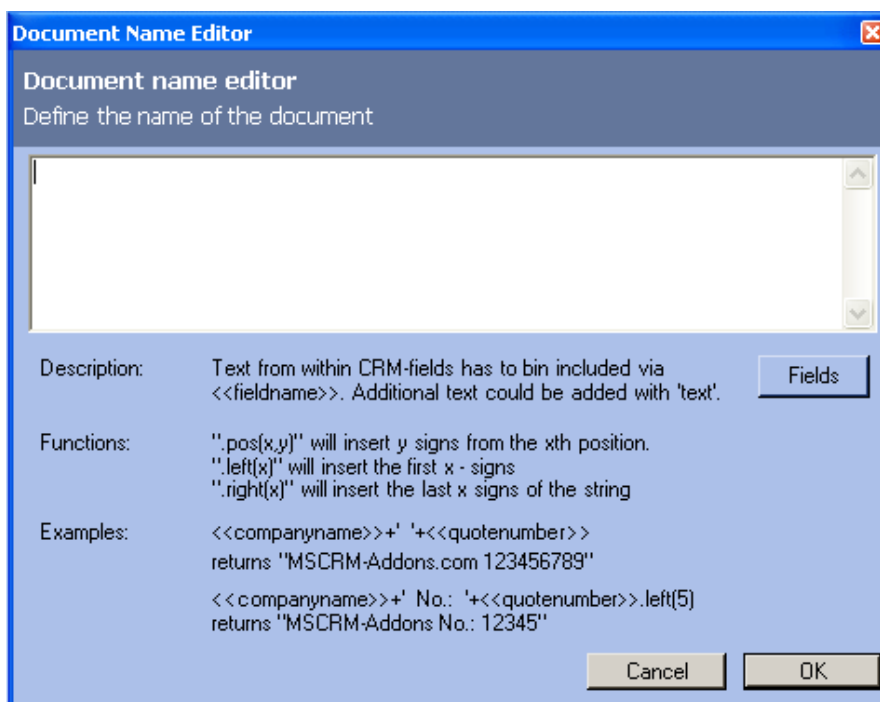 Document Name Editor
Document name editor
Define the name of the document
Description:
Text from within CRM-fields has to bin included via
<<fieldname>>. Additional text could be added with 'text'.
Fields
Functions:
".pos(x,y)" will insert y signs from the xth position.
".left(x)" will insert the first x - signs
".right(x)" will insert the last x signs of the string
Examples:
<<companyname>>+' '+<<quotenumber>>
returns "MSCRM-Addons.com 123456789"
<<companyname>>+' No.: '+<<quotenumber>>.left(5)
returns "MSCRM-Addons No.: 12345"
Cancel
OK